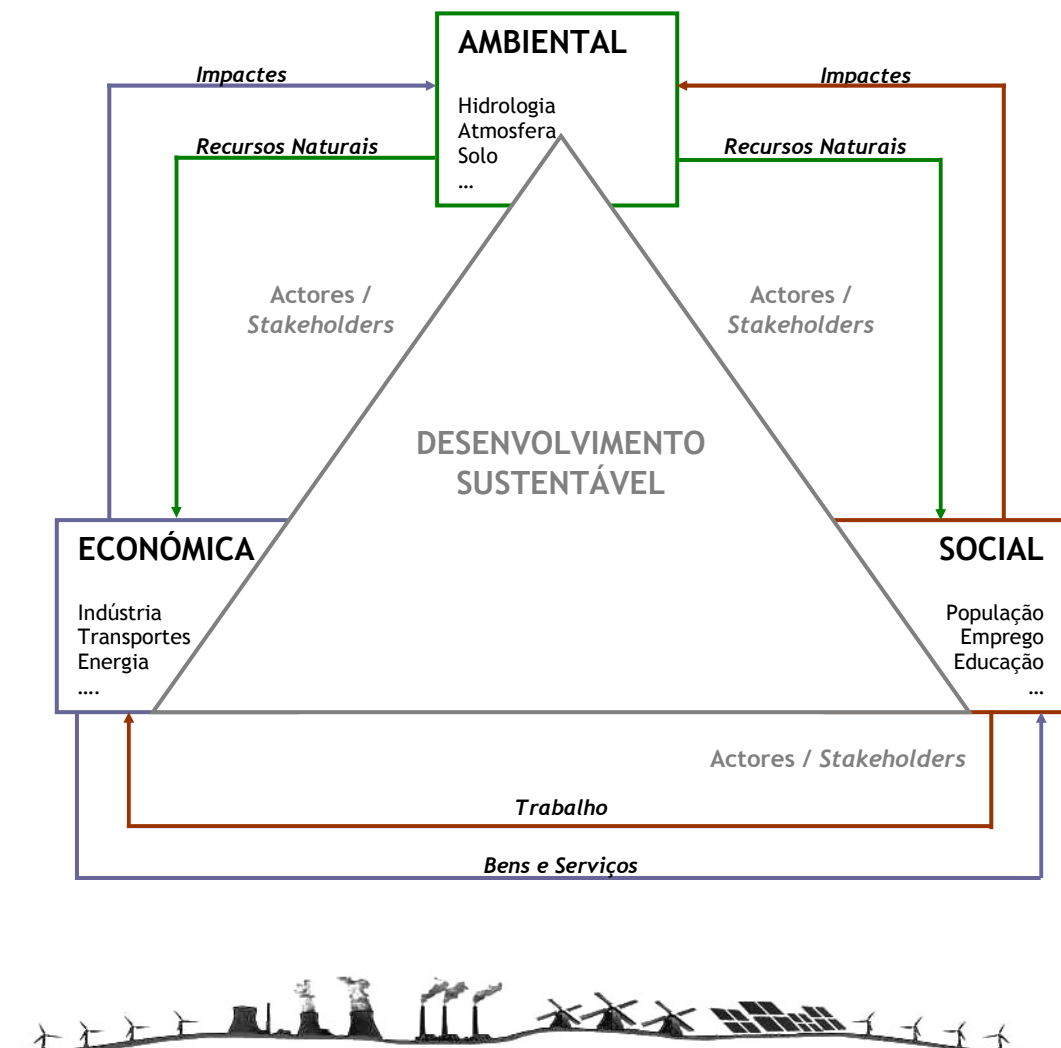 AMBIENTAL
Impactes
Impactes
Hidrologia
Atmosfera
Solo
…
Recursos Naturais
Recursos Naturais
Actores /
Stakeholders
Actores /
Stakeholders
DESENVOLVIMENTO
SUSTENTÁVEL
ECONÓMICA
Indústria
Transportes
Energia
….
SOCIAL
População
Emprego
Educação
…
Actores / Stakeholders
Trabalho
Bens e Serviços